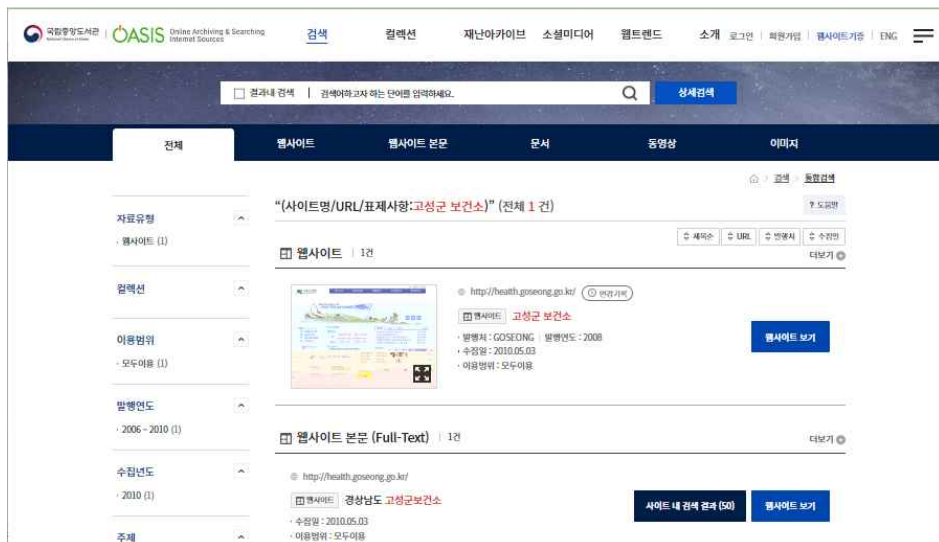 국립중앙도서관 OASIS Online Archiving & Searching Internet Sources 검색 컬렉션 재난아카이브 소셜미디어 웹트렌드 소개 로그인 회원가입 웹사이트기증 ENG
결과내 검색 | 검색어하고자 하는 단어를 입력하세요. 상세검색
전체 웹사이트 웹사이트 본문 문서 동영상 이미지
검색 통합검색
"(사이트명/URL/표제사항:고성군 보건소)" (전체 1 건) ? 도움말
자료유형
· 웹사이트 (1)
컬렉션
이용범위
· 모두이용 (1)
발행연도
· 2006 ~ 2010 (1)
수집년도
· 2010 (1)
주제
제목순 URL 발행처 수집일
웹사이트 | 1건 더보기
http://health.goseong.go.kr/ 변경기록
웹사이트 고성군 보건소
· 발행처 : GOSEONG | 발행연도 : 2008
· 수집일 : 2010.05.03
· 이용범위 : 모두이용
웹사이트 보기
웹사이트 본문 (Full-Text) | 1건 더보기
http://health.goseong.go.kr/
웹사이트 경상남도 고성군보건소
· 수집일 : 2010.05.03
· 이용범위 : 모두이용
사이트 내 검색 결과 (50) 웹사이트 보기